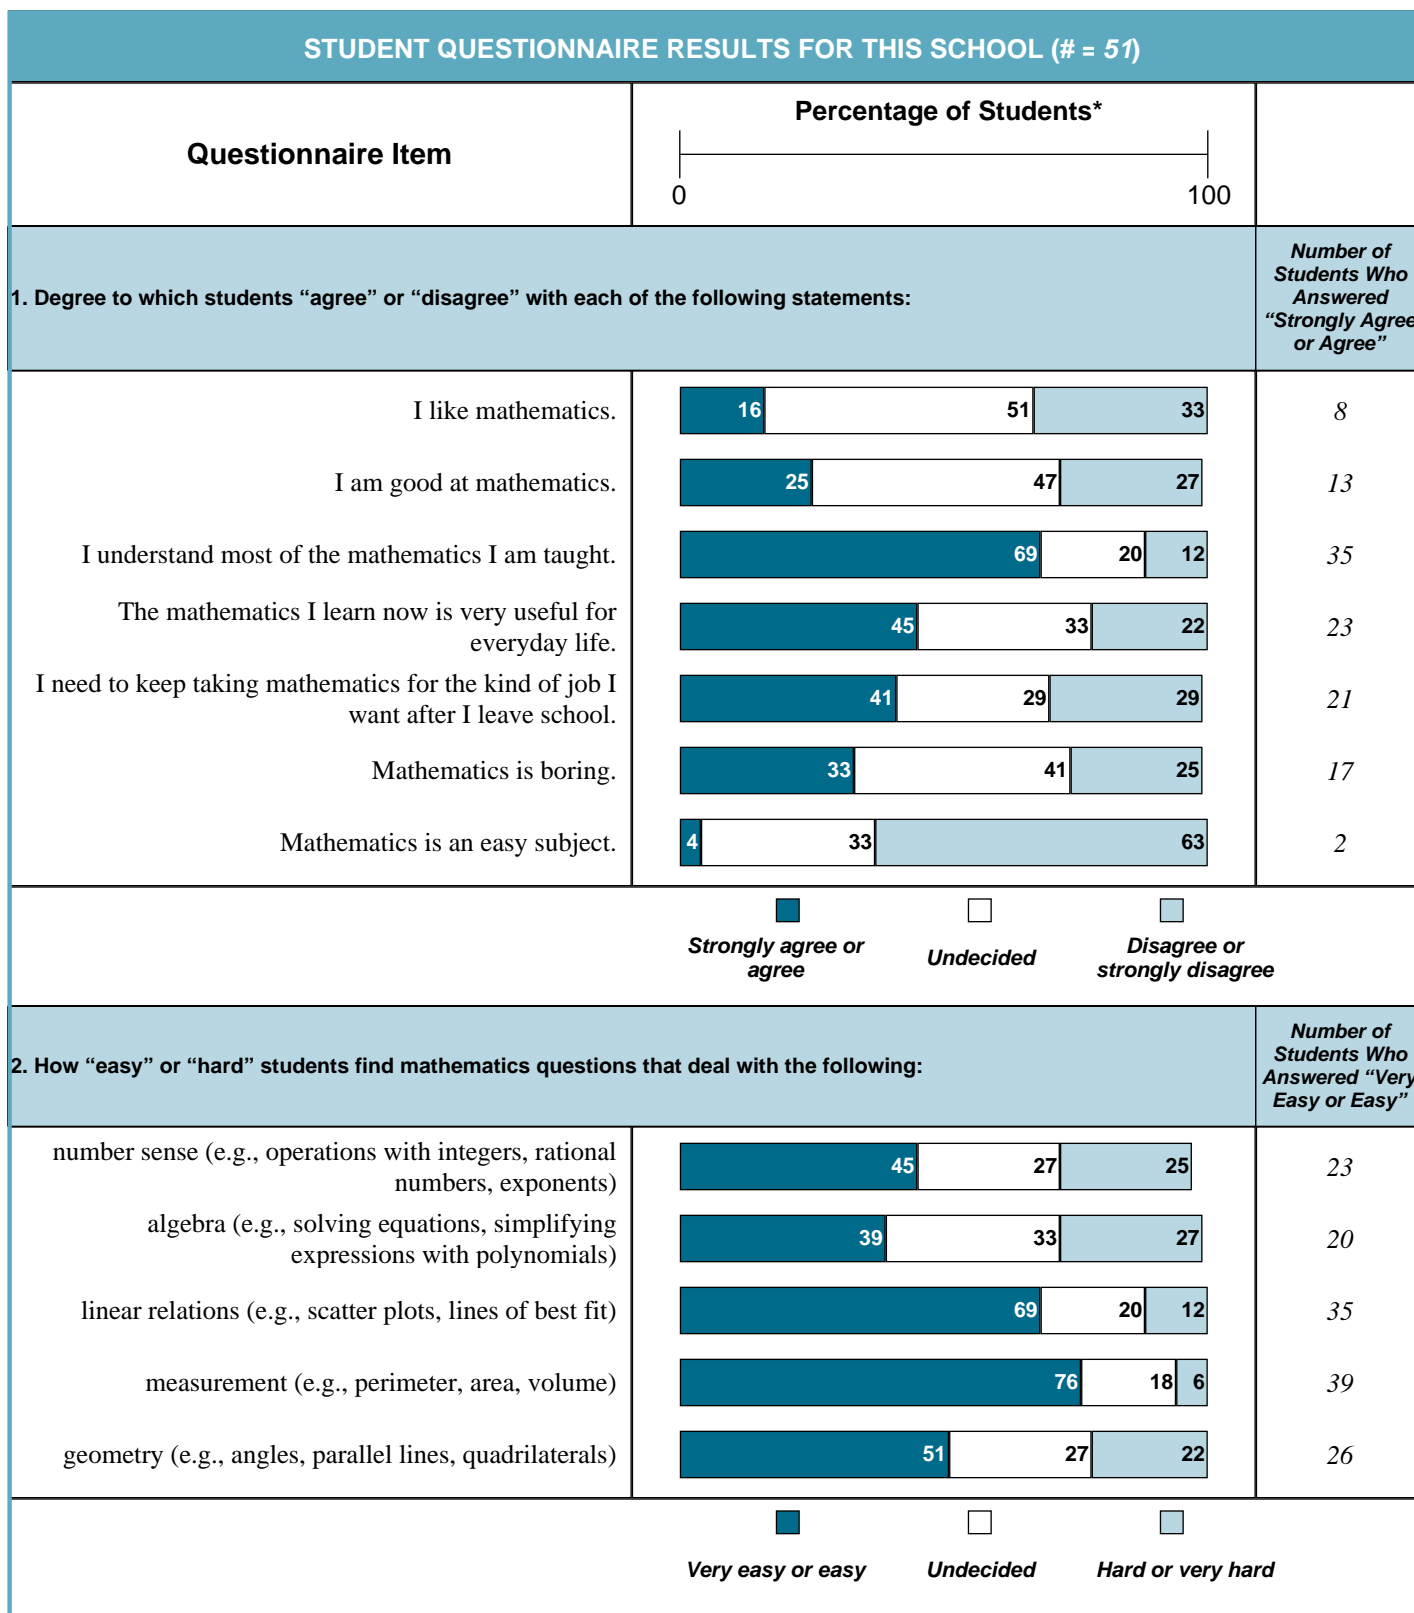 STUDENT QUESTIONNAIRE RESULTS FOR THIS SCHOOL (# = 51)
Questionnaire Item
Percentage of Students*
0 100
1. Degree to which students “agree” or “disagree” with each of the following statements:
Number of
Students Who
Answered
“Strongly Agree
or Agree”
I like mathematics.
16 51 33
8
I am good at mathematics.
25 47 27
13
I understand most of the mathematics I am taught.
69 20 12
35
The mathematics I learn now is very useful for
everyday life.
45 33 22
23
I need to keep taking mathematics for the kind of job I
want after I leave school.
41 29 29
21
Mathematics is boring.
33 41 25
17
Mathematics is an easy subject.
4 33 63
2
Strongly agree or
agree
Undecided
Disagree or
strongly disagree
2. How “easy” or “hard” students find mathematics questions that deal with the following:
Number of
Students Who
Answered “Very
Easy or Easy”
number sense (e.g., operations with integers, rational
numbers, exponents)
45 27 25
23
algebra (e.g., solving equations, simplifying
expressions with polynomials)
39 33 27
20
linear relations (e.g., scatter plots, lines of best fit)
69 20 12
35
measurement (e.g., perimeter, area, volume)
76 18 6
39
geometry (e.g., angles, parallel lines, quadrilaterals)
51 27 22
26
Very easy or easy
Undecided
Hard or very hard